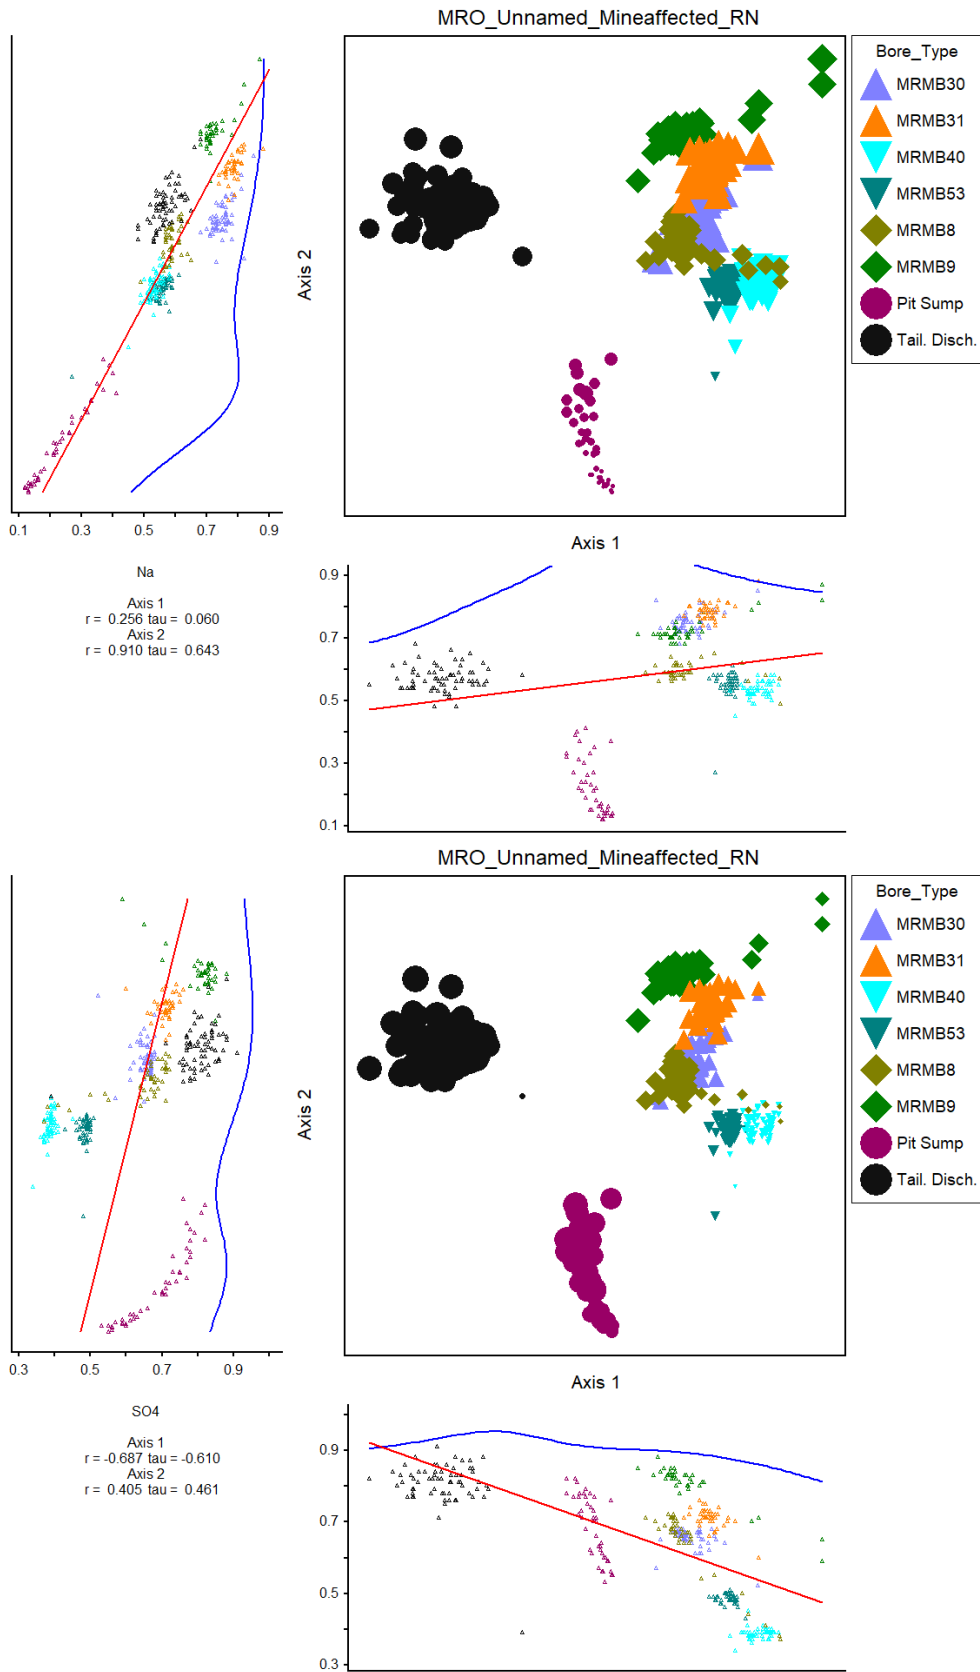 MRO_Unnamed_Mineaffected_RN
Axis 2
Bore_Type
MRMB30
MRMB31
MRMB40
MRMB53
MRMB8
MRMB9
Pit Sump
Tail. Disch.
0.1 0.3 0.5 0.7 0.9
Axis 1
Na
Axis 1
r = 0.256 tau = 0.060
Axis 2
r = 0.910 tau = 0.643
0.9
0.7
0.5
0.3
0.1
MRO_Unnamed_Mineaffected_RN
Axis 2
Bore_Type
MRMB30
MRMB31
MRMB40
MRMB53
MRMB8
MRMB9
Pit Sump
Tail. Disch.
0.3 0.5 0.7 0.9
Axis 1
SO4
Axis 1
r = -0.687 tau = -0.610
Axis 2
r = 0.405 tau = 0.461
0.9
0.7
0.5
0.3